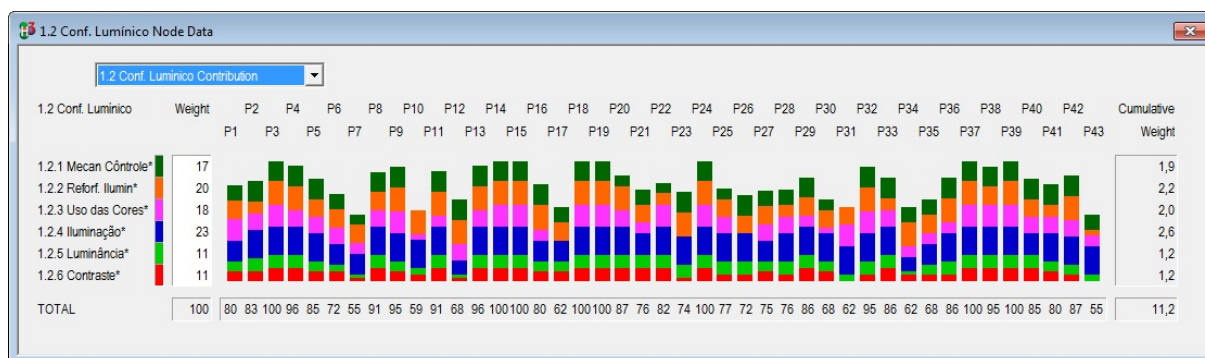 1.2 Conf. Lumínico Node Data
1.2 Conf. Lumínico Contribution
1.2 Conf. Lumínico Weight P2 P4 P6 P8 P10 P12 P14 P16 P18 P20 P22 P24 P26 P28 P30 P32 P34 P36 P38 P40 P42 Cumulative
P1 P3 P5 P7 P9 P11 P13 P15 P17 P19 P21 P23 P25 P27 P29 P31 P33 P35 P37 P39 P41 P43 Weight
1.2.1 Mecan Côntrole* 17 1,9
1.2.2 Reforf. Ilumin* 20 2,2
1.2.3 Uso das Cores* 18 2,0
1.2.4 Iluminação* 23 2,6
1.2.5 Luminância* 11 1,2
1.2.6 Contraste* 11 1,2
TOTAL 100 80 83 100 96 85 72 55 91 95 59 91 68 96 100 100 80 62 100 100 87 76 82 74 100 77 72 75 76 86 68 62 95 86 62 68 86 100 95 100 85 80 87 55 11,2